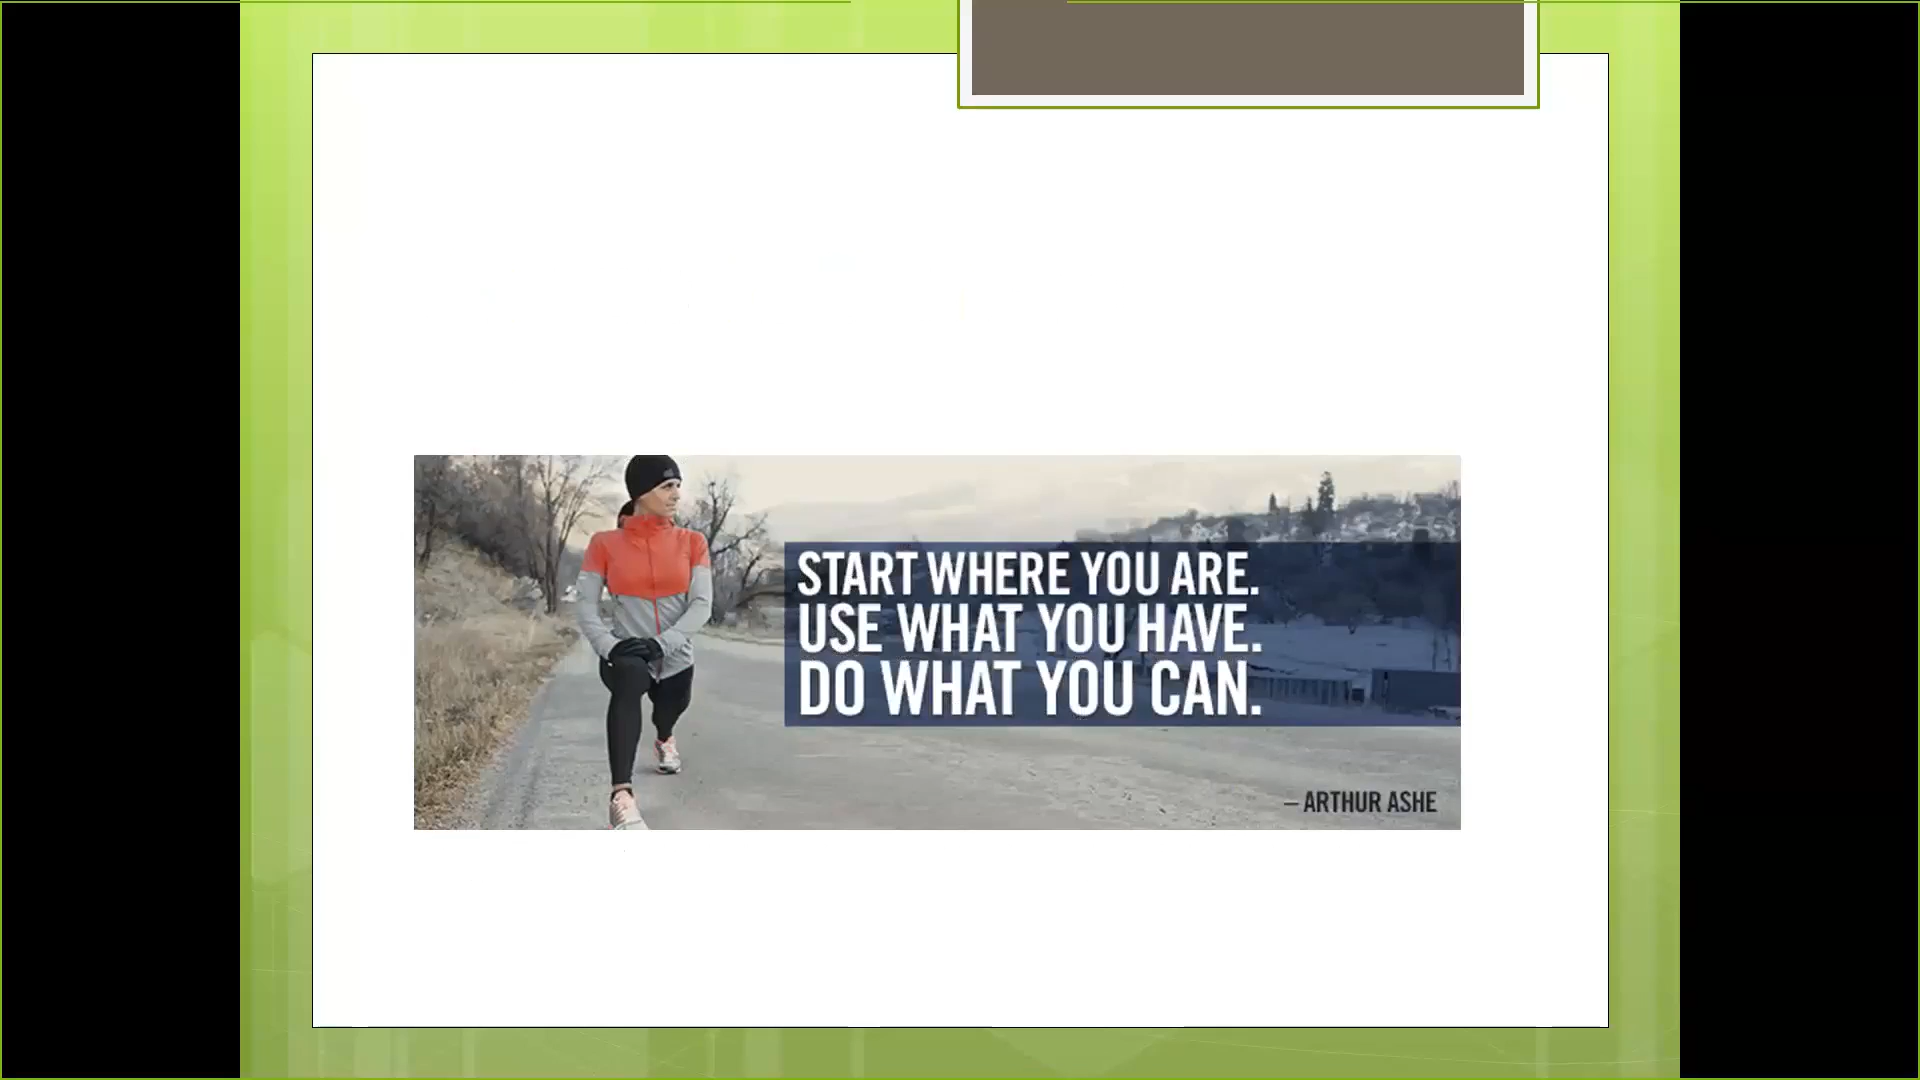 START WHERE YOU ARE.
USE WHAT YOU HAVE.
DO WHAT YOU CAN.
– ARTHUR ASHE